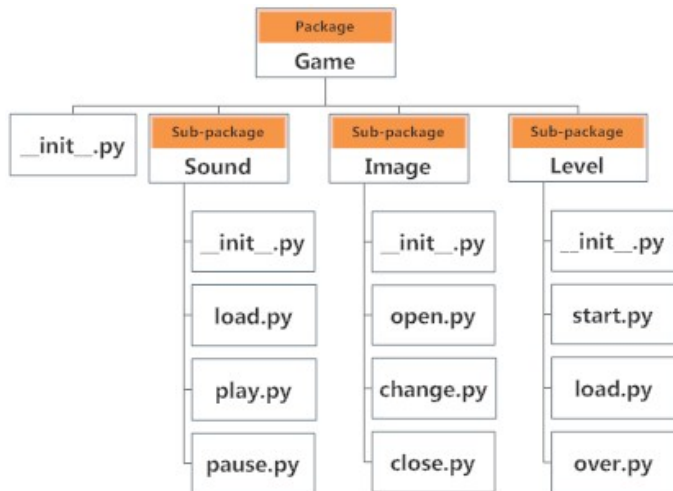 Package
Game
__init__.py
Sub-package
Sound
Sub-package
Image
Sub-package
Level
__init__.py
load.py
play.py
pause.py
__init__.py
open.py
change.py
close.py
__init__.py
start.py
load.py
over.py